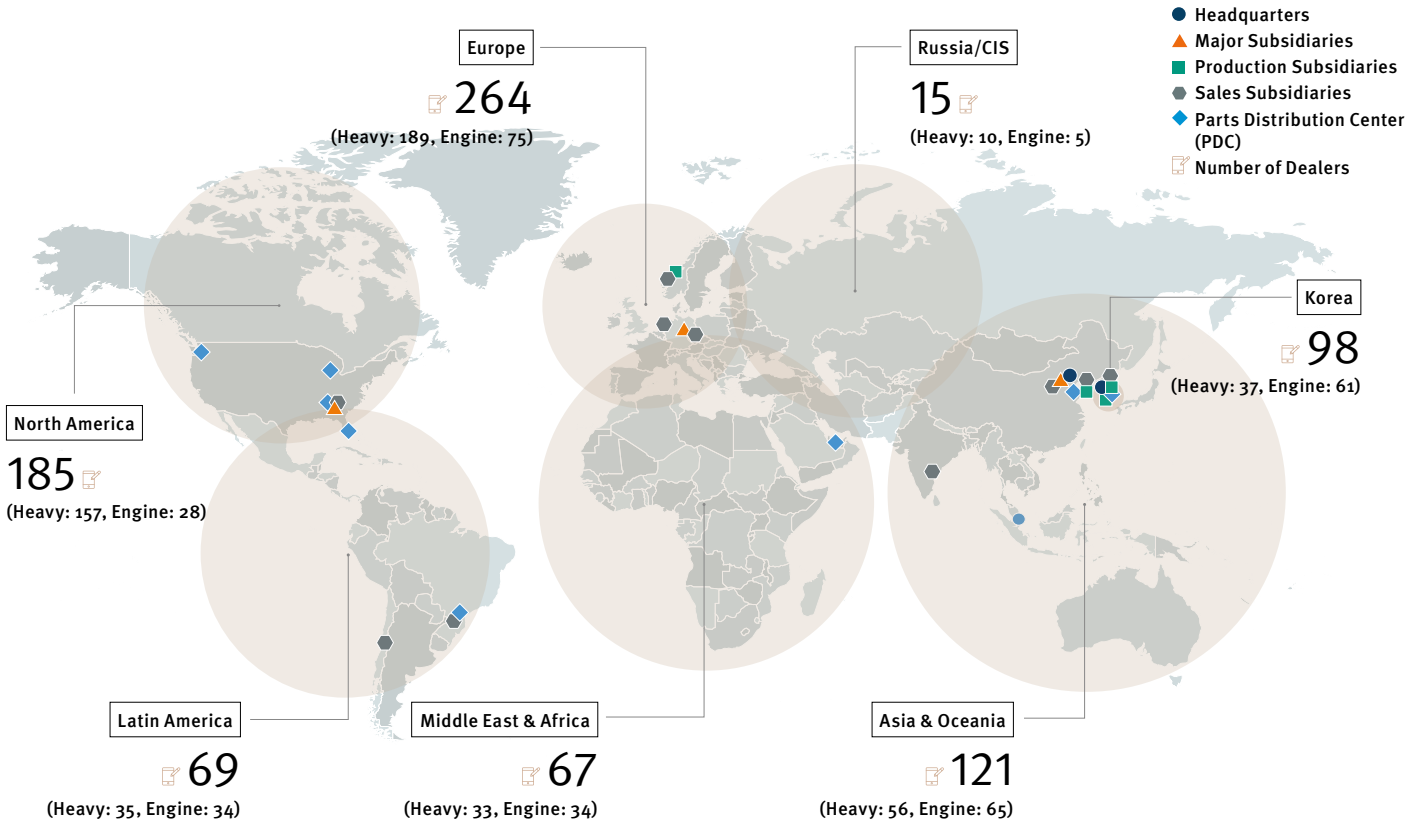 Headquarters
Major Subsidiaries
Production Subsidiaries
Sales Subsidiaries
Parts Distribution Center
(PDC)
Number of Dealers
Europe
264
(Heavy: 189, Engine: 75)
Russia/CIS
15
(Heavy: 10, Engine: 5)
Korea
98
(Heavy: 37, Engine: 61)
North America
185
(Heavy: 157, Engine: 28)
Latin America
69
(Heavy: 35, Engine: 34)
Middle East & Africa
67
(Heavy: 33, Engine: 34)
Asia & Oceania
121
(Heavy: 56, Engine: 65)